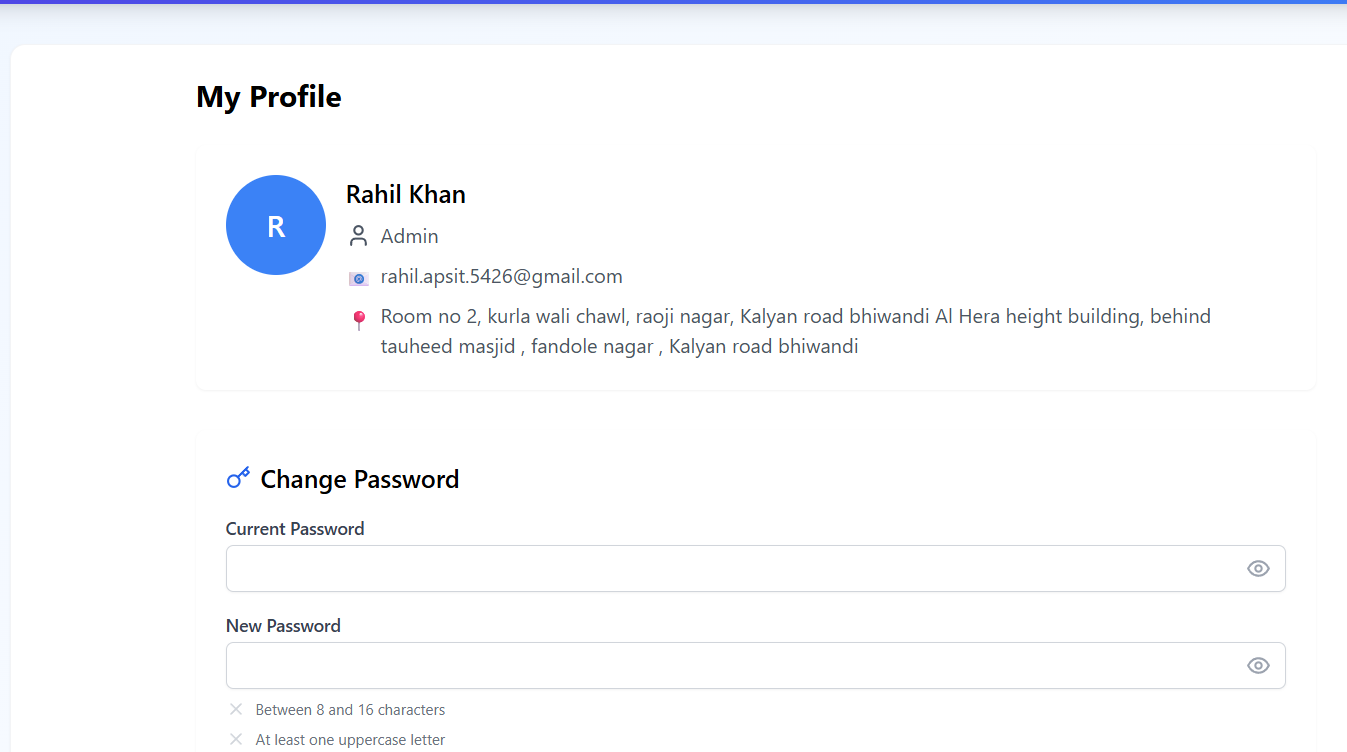 My Profile
R
Rahil Khan
Admin
rahil.apsit.5426@gmail.com
Room no 2, kurla wali chawl, raoji nagar, Kalyan road bhiwandi Al Hera height building, behind
tauheed masjid , fandole nagar , Kalyan road bhiwandi
Change Password
Current Password
New Password
Between 8 and 16 characters
At least one uppercase letter